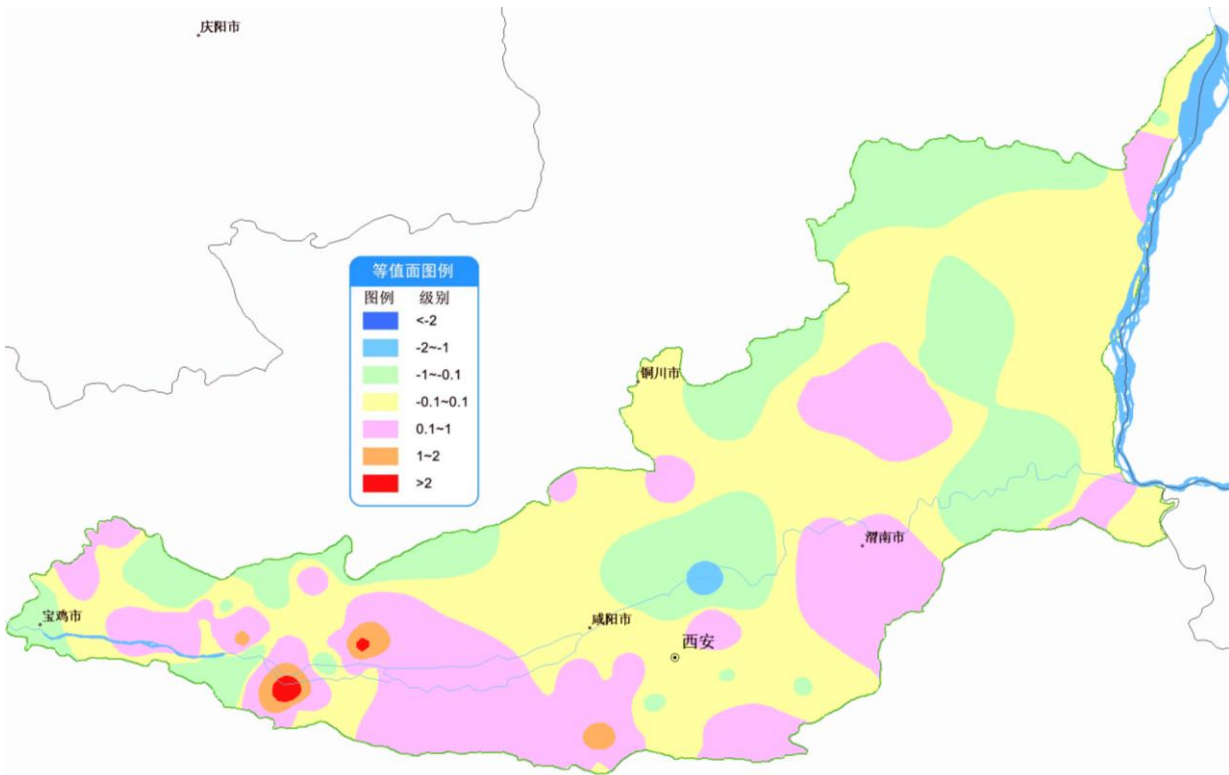 庆阳市
等值面图例
图例 级别
<-2
-2~-1
-1~-0.1
-0.1~0.1
0.1~1
1~2
>2
铜川市
渭南市
宝鸡市
咸阳市
西安